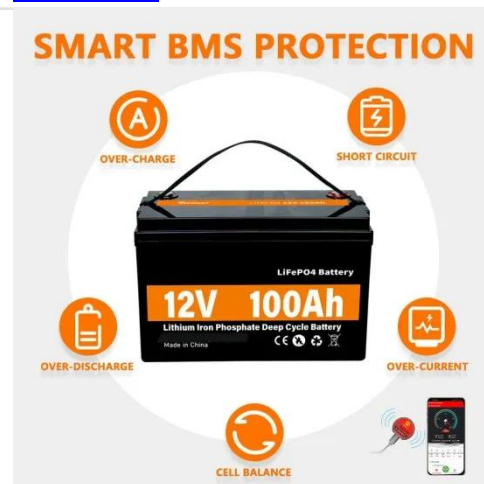 SMART BMS PROTECTION
OVER-CHARGE
SHORT CIRCUIT
LiFePO4 Battery
12V 100Ah
Lithium Iron Phosphate Deep Cycle Battery
Made in China
CE
OVER-DISCHARGE
OVER-CURRENT
CELL BALANCE